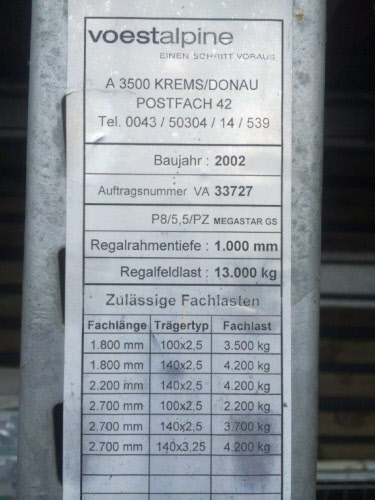 voestalpine
EINEN SCHRITT VORAUS
A 3500 KREMS/DONAU
POSTFACH 42
Tel. 0043 / 50304 / 14 / 539
Baujahr : 2002
Auftragsnummer VA 33727
P8/5,5/PZ MEGASTAR GS
Regalrahmentiefe : 1.000 mm
Regalfeldlast : 13.000 kg
Zulässige Fachlasten
Fachlänge Trägertyp Fachlast
1.800 mm 100x2,5 3.500 kg
1.800 mm 140x2,5 4.200 kg
2.200 mm 140x2,5 4.200 kg
2.700 mm 100x2,5 2.200 kg
2.700 mm 140x2,5 3.700 kg
2.700 mm 140x3,25 4.200 kg